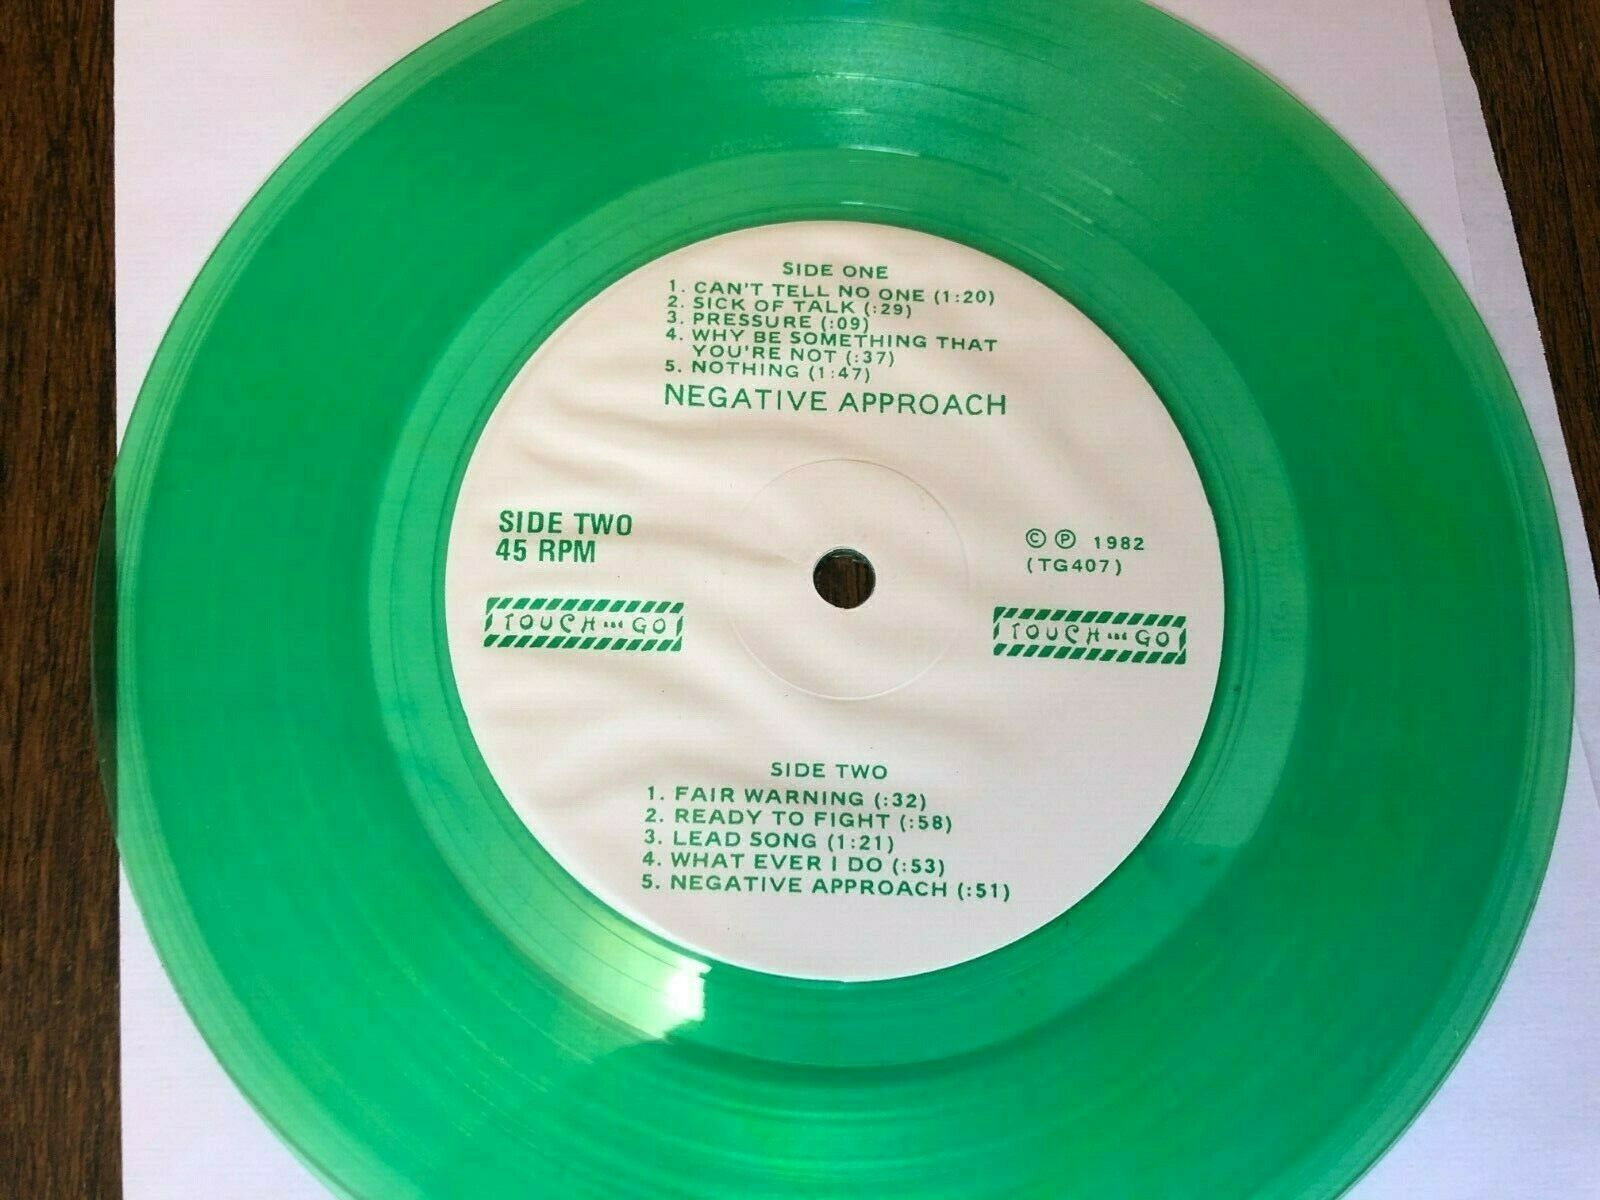 SIDE ONE
1. CAN'T TELL NO ONE (1:20)
2. SICK OF TALK (:29)
3. PRESSURE (:09)
4. WHY BE SOMETHING THAT
YOU'RE NOT (:37)
5. NOTHING (1:47)
NEGATIVE APPROACH
SIDE TWO
45 RPM
© ℗ 1982
(TG407)
TOUCH... GO
TOUCH... GO
SIDE TWO
1. FAIR WARNING (:32)
2. READY TO FIGHT (:58)
3. LEAD SONG (1:21)
4. WHAT EVER I DO (:53)
5. NEGATIVE APPROACH (:51)